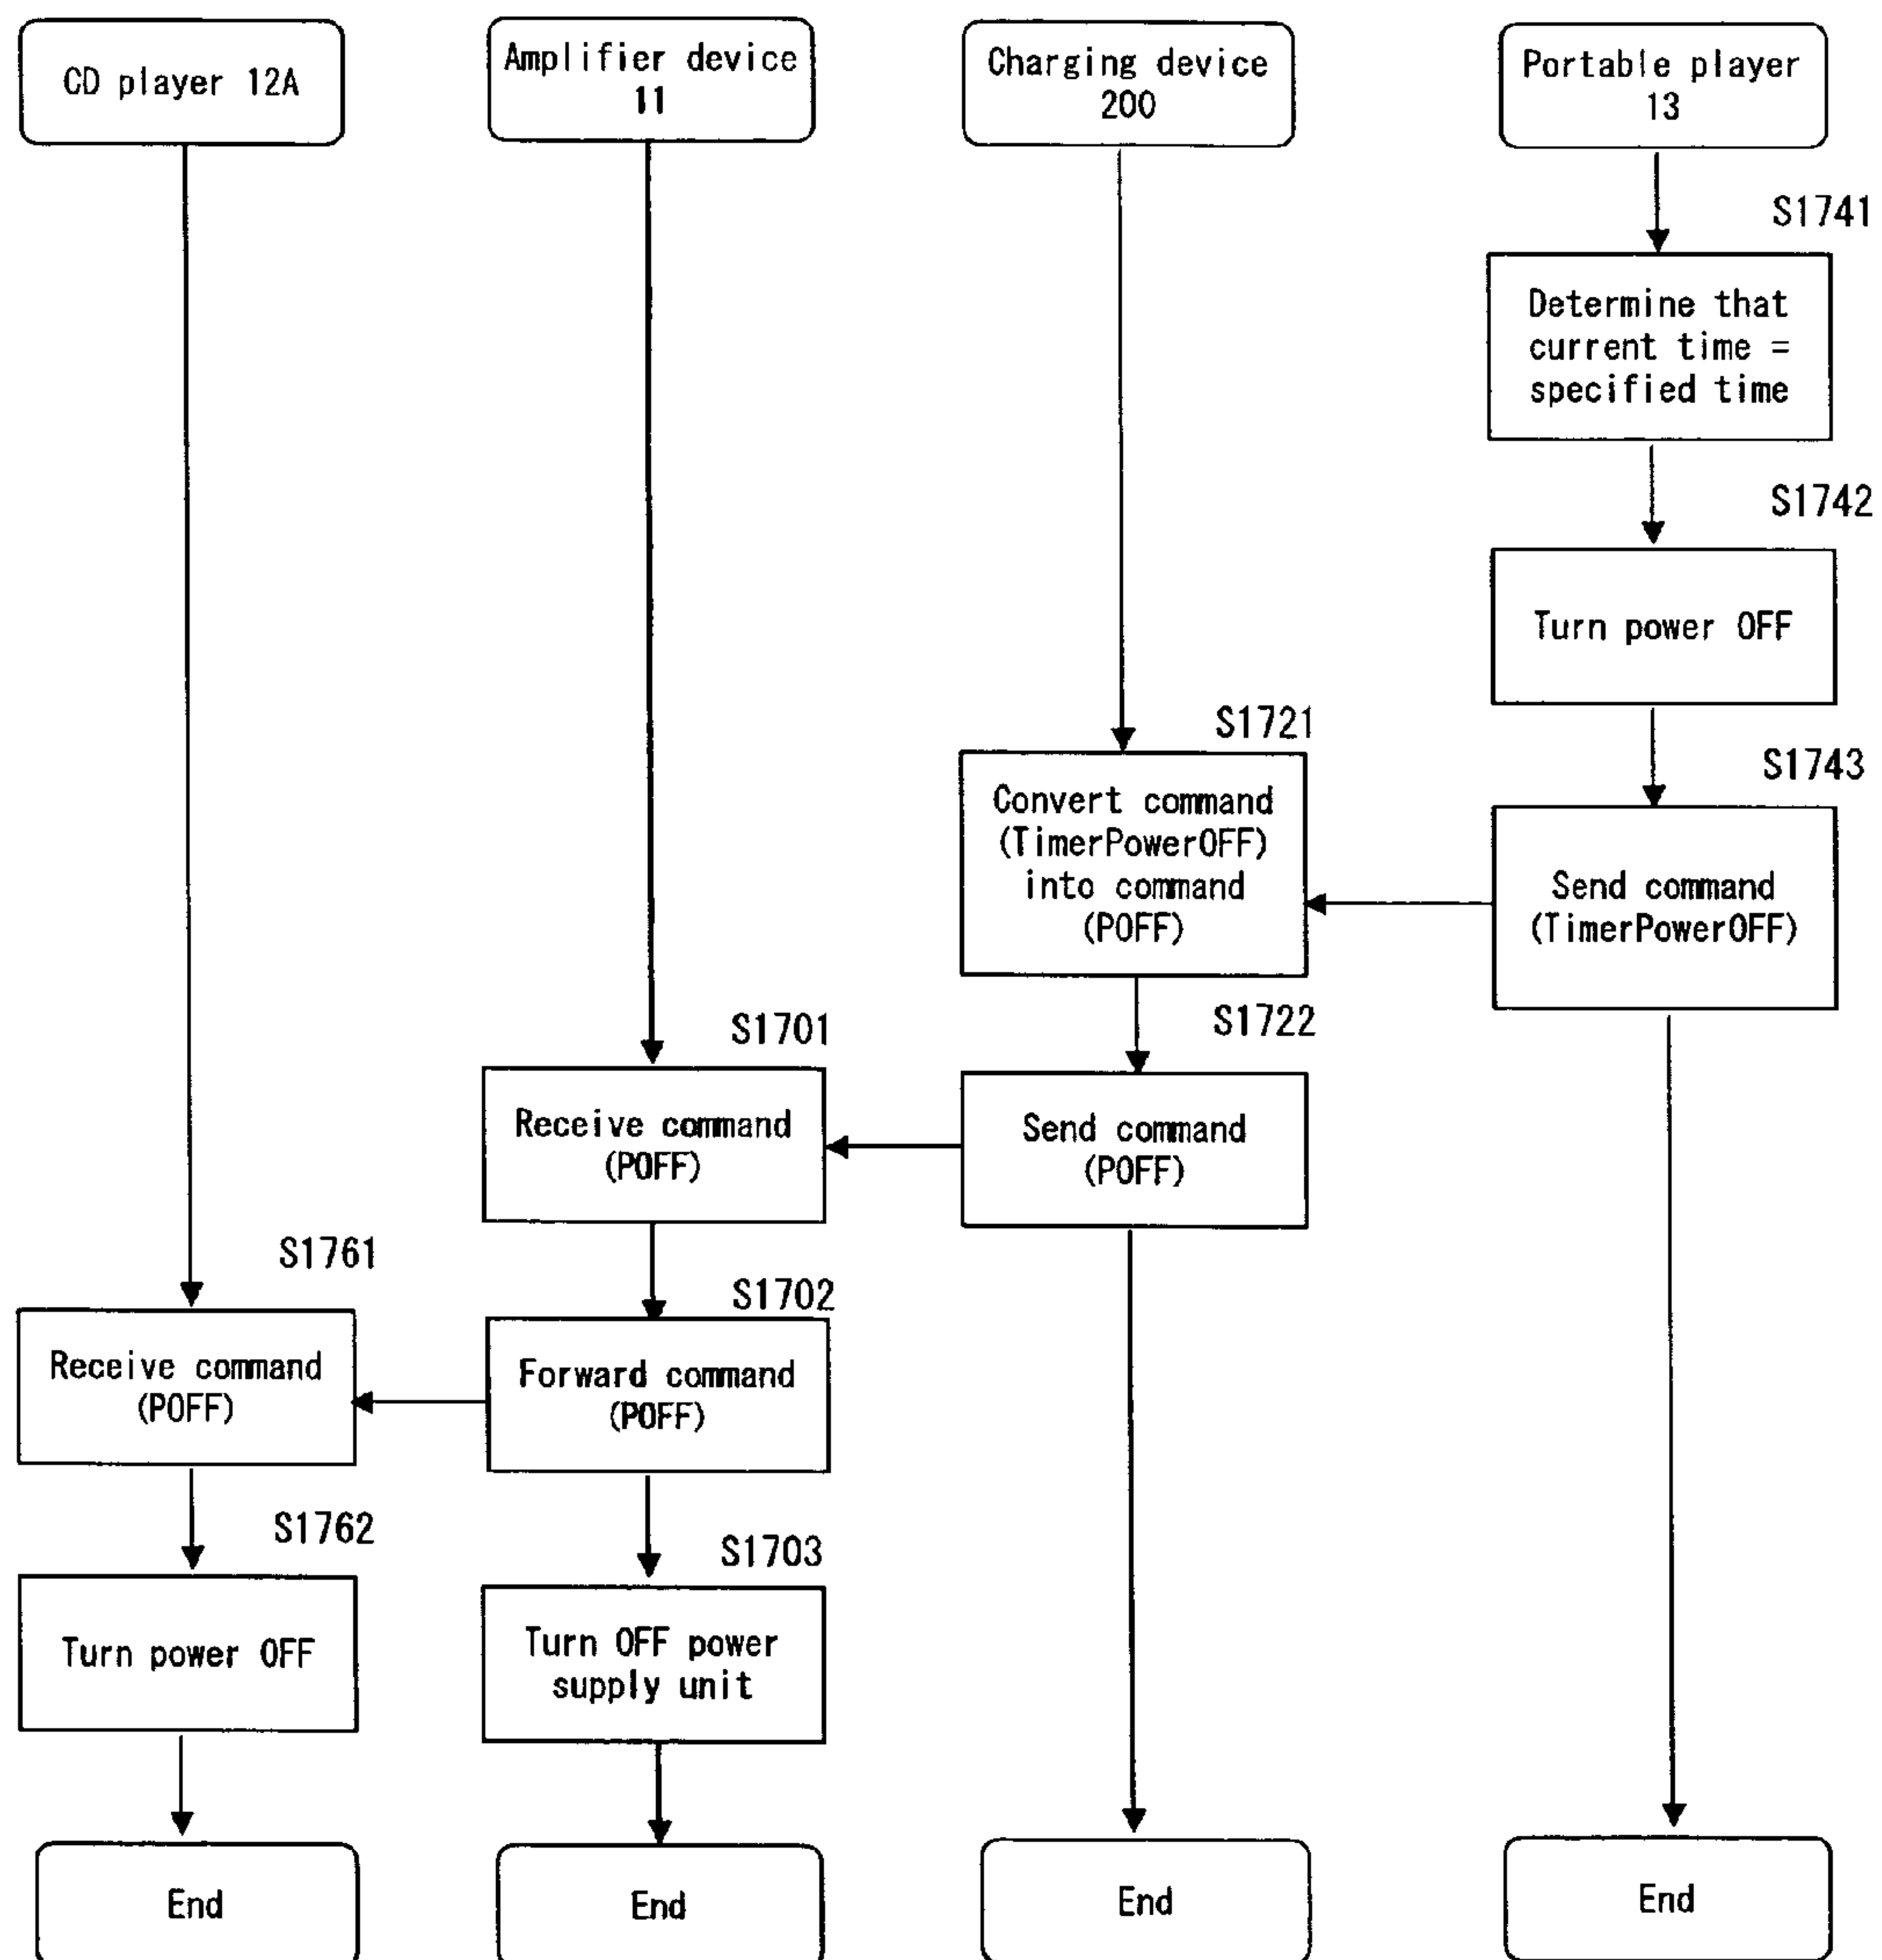 CD player 12A
Amplifier device
11
Charging device
200
Portable player
13
S1741
Determine that
current time =
specified time
S1742
Turn power OFF
S1721
Convert command
(TimerPowerOFF)
into command
(POFF)
S1743
Send command
(TimerPowerOFF)
S1701
Receive command
(POFF)
S1722
Send command
(POFF)
S1761
Receive command
(POFF)
S1702
Forward command
(POFF)
S1762
Turn power OFF
S1703
Turn OFF power
supply unit
End
End
End
End